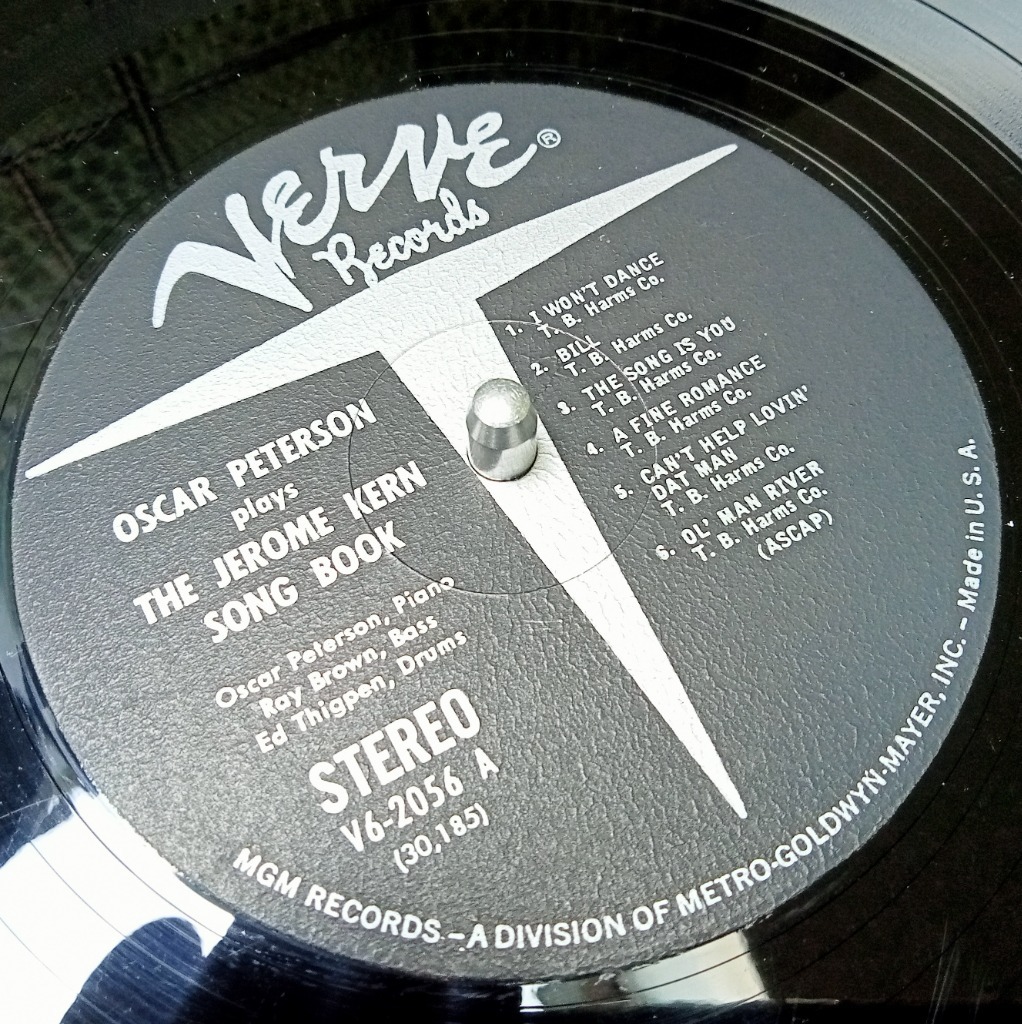 Verve ®
Records
OSCAR PETERSON
plays
THE JEROME KERN
SONG BOOK
Oscar Peterson, Piano
Ray Brown, Bass
Ed Thigpen, Drums
STEREO
V6-2056 A
(30,185)
1. I WON'T DANCE
T. B. Harms Co.
2. BILL
T. B. Harms Co.
3. THE SONG IS YOU
T. B. Harms Co.
4. A FINE ROMANCE
T. B. Harms Co.
5. CAN'T HELP LOVIN'
DAT MAN
T. B. Harms Co.
6. OL' MAN RIVER
T. B. Harms Co.
(ASCAP)
MGM RECORDS – A DIVISION OF METRO-GOLDWYN-MAYER, INC. – Made in U. S. A.